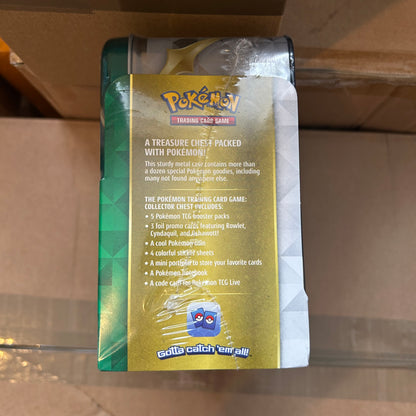 POKéMON
TRADING CARD GAME
A TREASURE CHEST PACKED
WITH POKÉMON!
This sturdy metal case contains more than
a dozen special Pokémon goodies, including
many not found anywhere else.
THE POKÉMON TRADING CARD GAME:
COLLECTOR CHEST INCLUDES:
• 5 Pokémon TCG booster packs
• 3 foil promo cards featuring Rowlet,
Cyndaquil, and Oshawott!
• A cool Pokémon coin
• 4 colorful sticker sheets
• A mini portfolio to store your favorite cards
• A Pokémon notebook
• A code card for Pokémon TCG Live
Gotta catch 'em all!